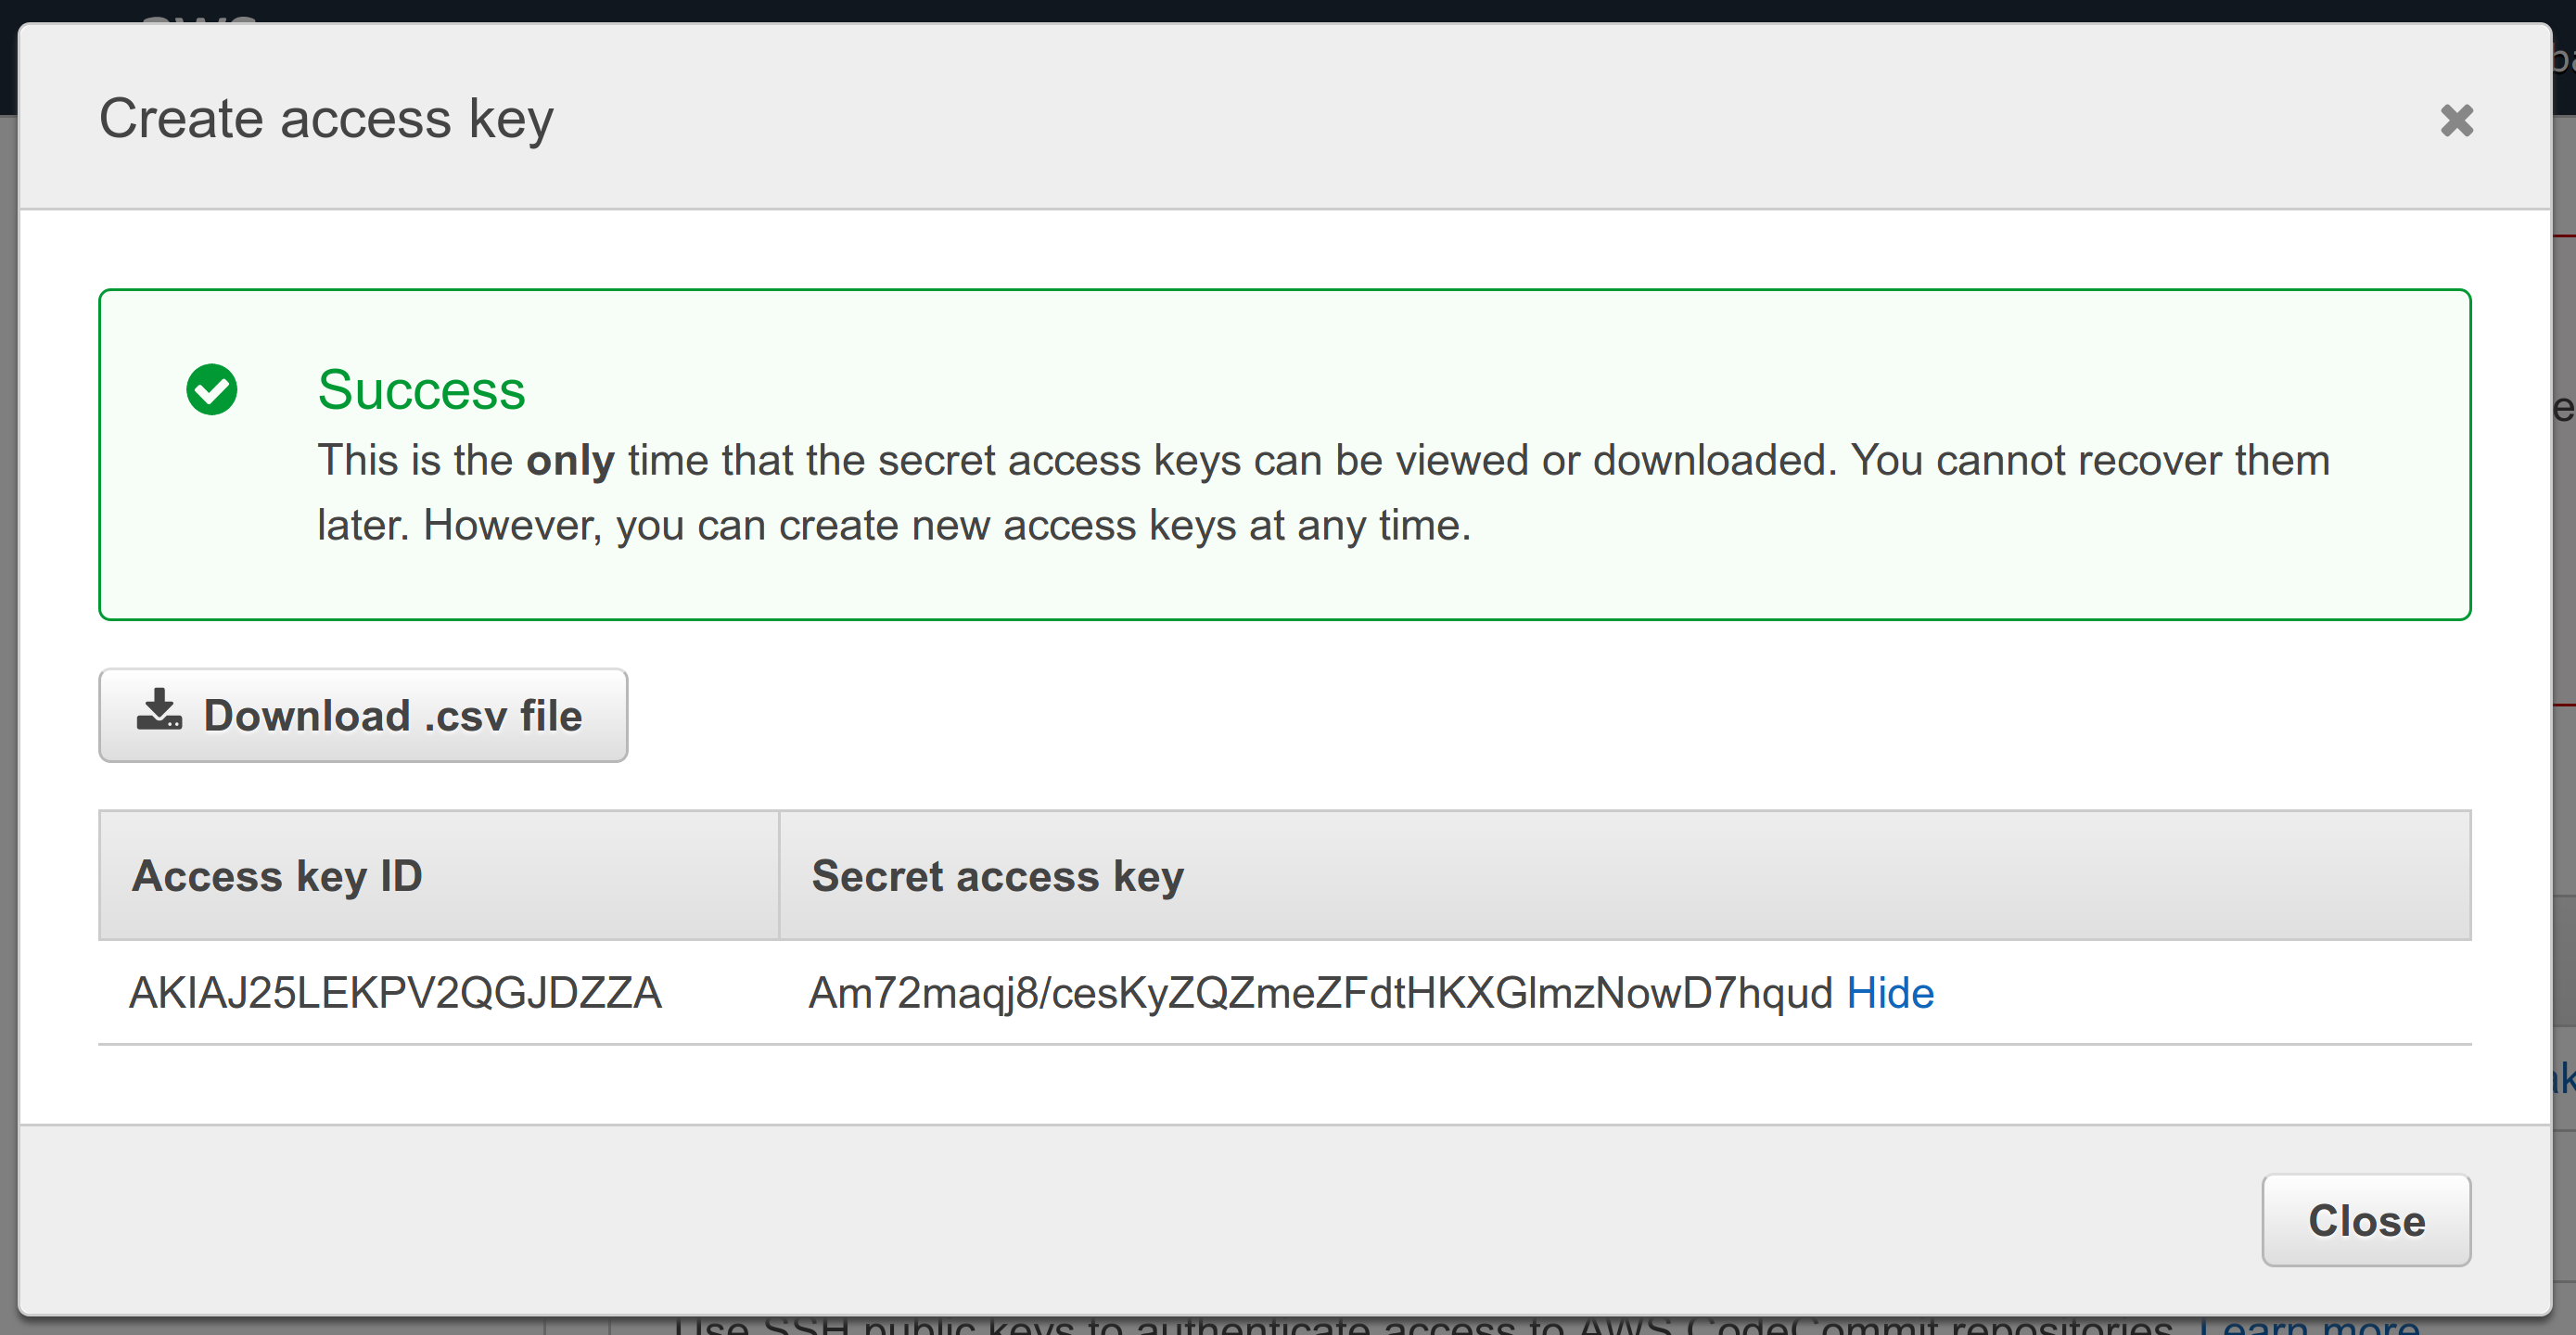 aws
Create access key
Success
This is the only time that the secret access keys can be viewed or downloaded. You cannot recover them
later. However, you can create new access keys at any time.
Download .csv file
Access key ID Secret access key
AKIAJ25LEKPV2QGJDZZA Am72maqj8/cesKyZQZmeZFdtHKXGlmzNowD7hqud Hide
Close
Use SSH public keys to authenticate access to AWS CodeCommit repositories. Learn more